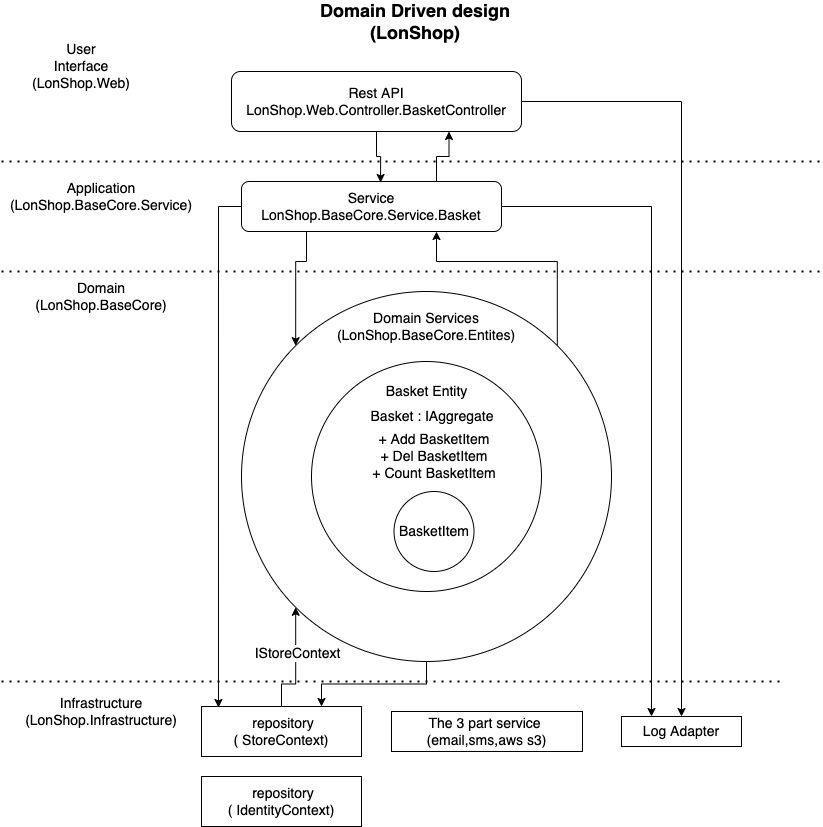 Domain Driven design
(LonShop)
User
Interface
(LonShop.Web)
Rest API
LonShop.Web.Controller.BasketController
Application
(LonShop.BaseCore.Service)
Service
LonShop.BaseCore.Service.Basket
Domain
(LonShop.BaseCore)
Domain Services
(LonShop.BaseCore.Entites)
Basket Entity
Basket : IAggregate
+ Add BasketItem
+ Del BasketItem
+ Count BasketItem
BasketItem
IStoreContext
Infrastructure
(LonShop.Infrastructure)
repository
( StoreContext)
The 3 part service
(email,sms,aws s3)
Log Adapter
repository
( IdentityContext)